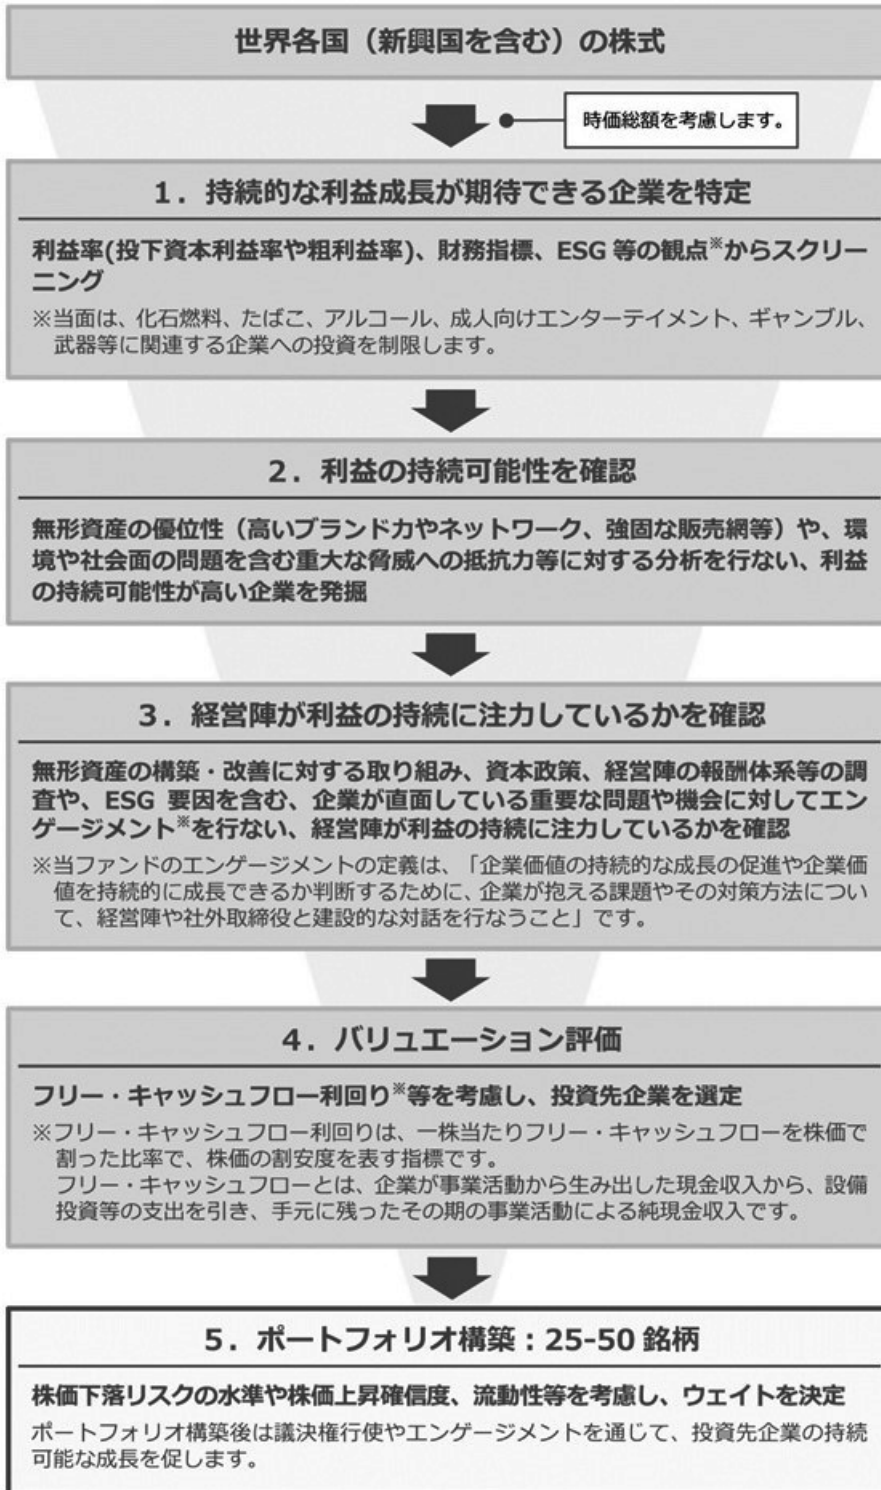 世界各国（新興国を含む）の株式
時価総額を考慮します。
１．持続的な利益成長が期待できる企業を特定
利益率(投下資本利益率や粗利益率)、財務指標、ESG 等の観点※からスクリー
ニング
※当面は、化石燃料、たばこ、アルコール、成人向けエンターテイメント、ギャンブル、
武器等に関連する企業への投資を制限します。
２．利益の持続可能性を確認
無形資産の優位性（高いブランド力やネットワーク、強固な販売網等）や、環
境や社会面の問題を含む重大な脅威への抵抗力等に対する分析を行ない、利益
の持続可能性が高い企業を発掘
３．経営陣が利益の持続に注力しているかを確認
無形資産の構築・改善に対する取り組み、資本政策、経営陣の報酬体系等の調
査や、ESG 要因を含む、企業が直面している重要な問題や機会に対してエン
ゲージメント※を行ない、経営陣が利益の持続に注力しているかを確認
※当ファンドのエンゲージメントの定義は、「企業価値の持続的な成長の促進や企業価
値を持続的に成長できるか判断するために、企業が抱える課題やその対策方法につい
て、経営陣や社外取締役と建設的な対話を行なうこと」です。
４．バリュエーション評価
フリー・キャッシュフロー利回り※等を考慮し、投資先企業を選定
※フリー・キャッシュフロー利回りは、一株当たりフリー・キャッシュフローを株価で
割った比率で、株価の割安度を表す指標です。
フリー・キャッシュフローとは、企業が事業活動から生み出した現金収入から、設備
投資等の支出を引き、手元に残ったその期の事業活動による純現金収入です。
５．ポートフォリオ構築：25-50 銘柄
株価下落リスクの水準や株価上昇確信度、流動性等を考慮し、ウェイトを決定
ポートフォリオ構築後は議決権行使やエンゲージメントを通じて、投資先企業の持続
可能な成長を促します。